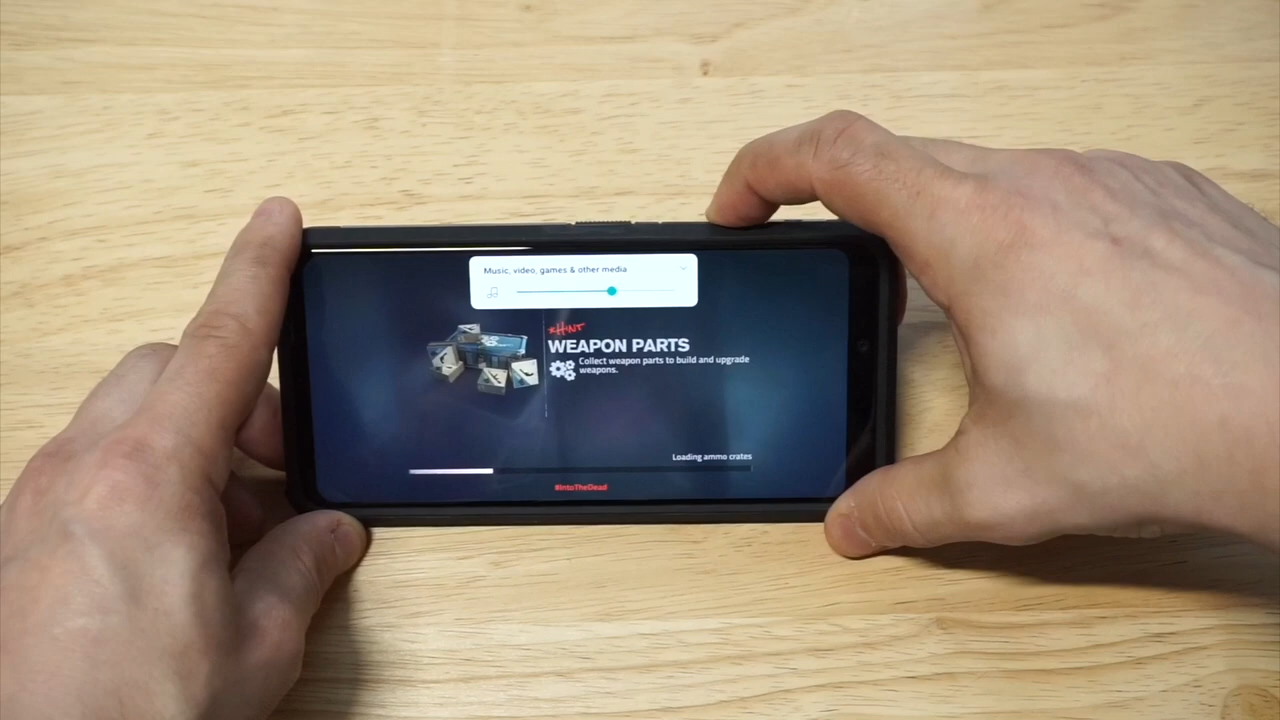 Music, video, games & other media
*HINT
WEAPON PARTS
Collect weapon parts to build and upgrade
weapons.
Loading ammo crates
#IntoTheDead